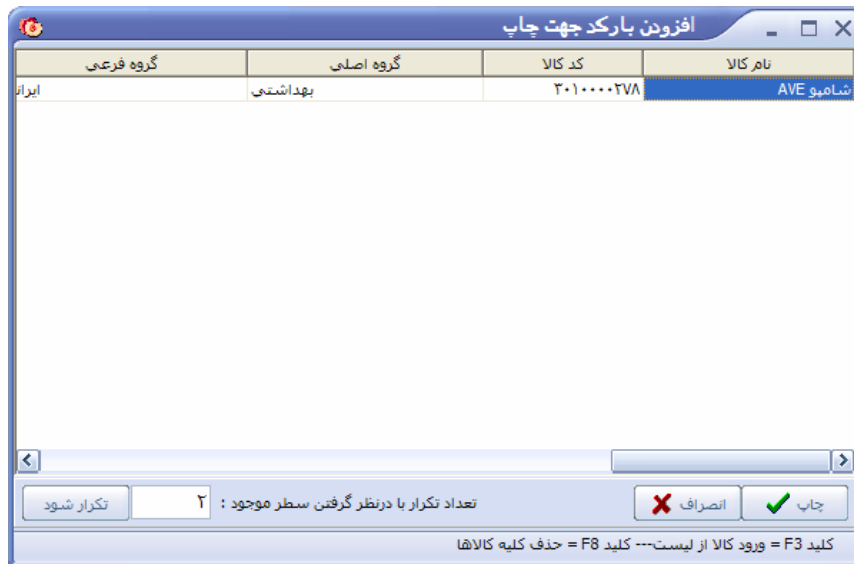 افزودن بارکد جهت چاپ
نام کالا	کد کالا	گروه اصلی	گروه فرعی
شامپو AVE	۳۰۱۰۰۰۰۲۷۸	بهداشتی
چاپ	انصراف	تعداد تکرار با درنظر گرفتن سطر موجود :	۲	تکرار شود
کلید F3 = ورود کالا از لیست--- کلید F8 = حذف کلیه کالاها